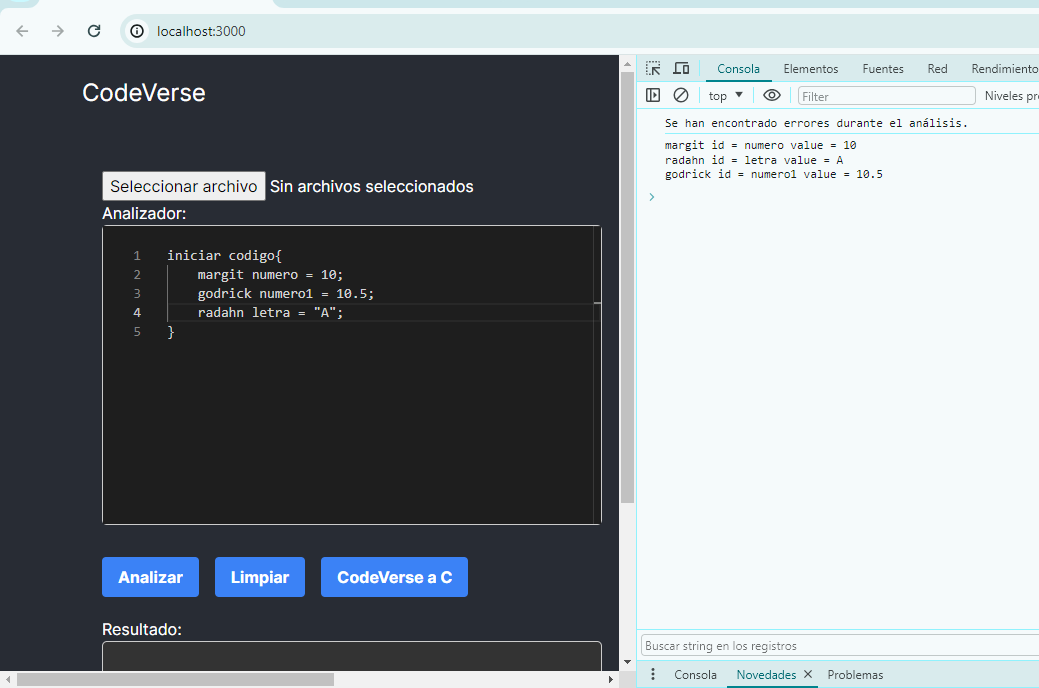 localhost:3000
CodeVerse
Seleccionar archivo Sin archivos seleccionados
Analizador:
1 iniciar codigo{
2 margit numero = 10;
3 godrick numero1 = 10.5;
4 radahn letra = "A";
5 }
Analizar Limpiar CodeVerse a C
Resultado:
Consola Elementos Fuentes Red Rendimiento
top Filter Niveles pr
Se han encontrado errores durante el análisis.
margit id = numero value = 10
radahn id = letra value = A
godrick id = numero1 value = 10.5
Buscar string en los registros
Consola Novedades Problemas